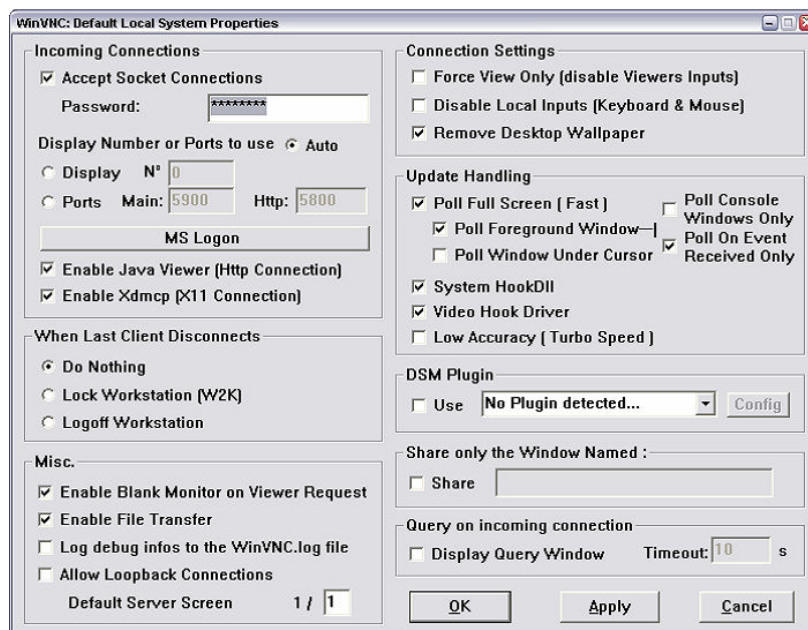 WinVNC: Default Local System Properties
Incoming Connections
Accept Socket Connections
Password: ********
Display Number or Ports to use Auto
Display N° 0
Ports Main: 5900 Http: 5800
MS Logon
Enable Java Viewer (Http Connection)
Enable Xdmcp (X11 Connection)
When Last Client Disconnects
Do Nothing
Lock Workstation (W2K)
Logoff Workstation
Misc.
Enable Blank Monitor on Viewer Request
Enable File Transfer
Log debug infos to the WinVNC.log file
Allow Loopback Connections
Default Server Screen 1 / 1
Connection Settings
Force View Only (disable Viewers Inputs)
Disable Local Inputs (Keyboard & Mouse)
Remove Desktop Wallpaper
Update Handling
Poll Full Screen ( Fast )
Poll Foreground Window
Poll Window Under Cursor
Poll Console
Windows Only
Poll On Event
Received Only
System HookDll
Video Hook Driver
Low Accuracy ( Turbo Speed )
DSM Plugin
Use No Plugin detected... Config
Share only the Window Named :
Share
Query on incoming connection
Display Query Window Timeout: 10 s
OK Apply Cancel